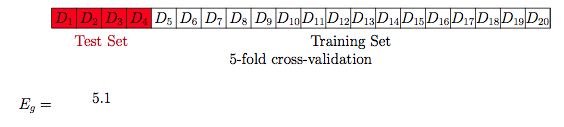 D₁ D₂ D₃ D₄ D₅ D₆ D₇ D₈ D₉ D₁₀ D₁₁ D₁₂ D₁₃ D₁₄ D₁₅ D₁₆ D₁₇ D₁₈ D₁₉ D₂₀
Test Set Training Set
5-fold cross-validation
5.1
E_g =